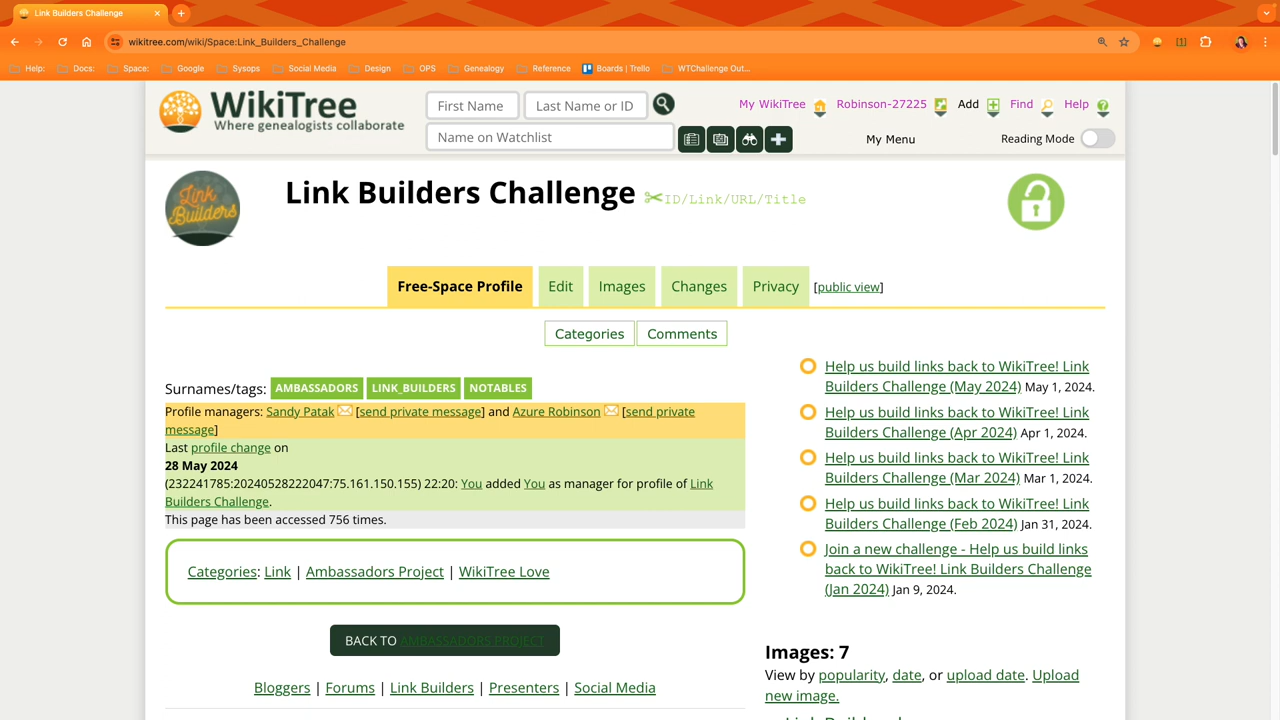 Link Builders Challenge
wikitree.com/wiki/Space:Link_Builders_Challenge
Help: Docs: Space: Google Sysops Social Media Design OPS Genealogy Reference Boards | Trello WTChallenge Out...
WikiTree
Where genealogists collaborate
First Name Last Name or ID
Name on Watchlist
My WikiTree Robinson-27225 Add Find Help
My Menu Reading Mode
Link Builders
Link Builders Challenge ID/Link/URL/Title
Free-Space Profile Edit Images Changes Privacy [public view]
Categories Comments
Surnames/tags: AMBASSADORS LINK_BUILDERS NOTABLES
Profile managers: Sandy Patak [send private message] and Azure Robinson [send private
message]
Last profile change on
28 May 2024
(232241785:20240528222047:75.161.150.155) 22:20: You added You as manager for profile of Link
Builders Challenge.
This page has been accessed 756 times.
Categories: Link | Ambassadors Project | WikiTree Love
BACK TO AMBASSADORS PROJECT
Bloggers | Forums | Link Builders | Presenters | Social Media
Help us build links back to WikiTree! Link
Builders Challenge (May 2024) May 1, 2024.
Help us build links back to WikiTree! Link
Builders Challenge (Apr 2024) Apr 1, 2024.
Help us build links back to WikiTree! Link
Builders Challenge (Mar 2024) Mar 1, 2024.
Help us build links back to WikiTree! Link
Builders Challenge (Feb 2024) Jan 31, 2024.
Join a new challenge - Help us build links
back to WikiTree! Link Builders Challenge
(Jan 2024) Jan 9, 2024.
Images: 7
View by popularity, date, or upload date. Upload
new image.